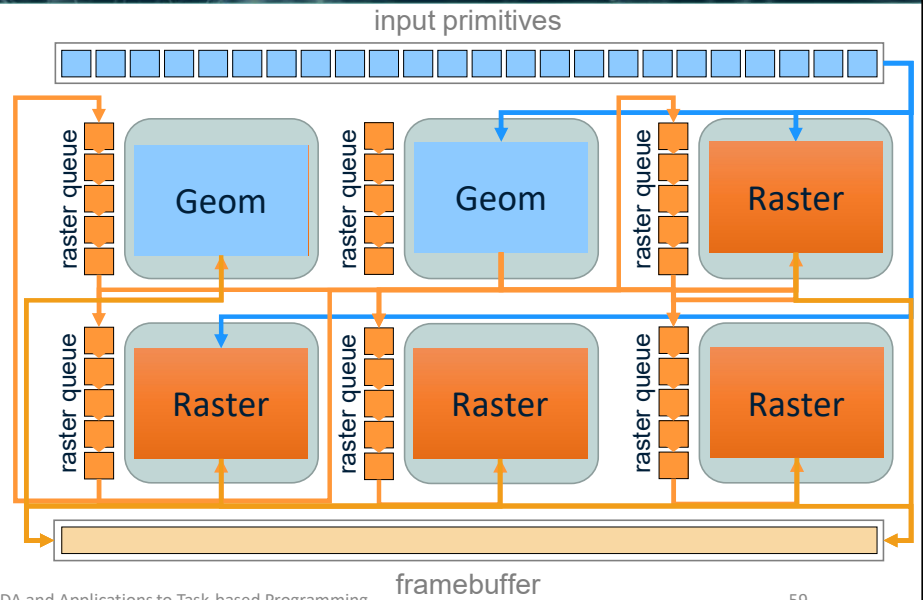 input primitives
raster queue
Geom
raster queue
Geom
raster queue
Raster
raster queue
Raster
raster queue
Raster
raster queue
Raster
framebuffer
DA and Applications to Task-based Programming
59